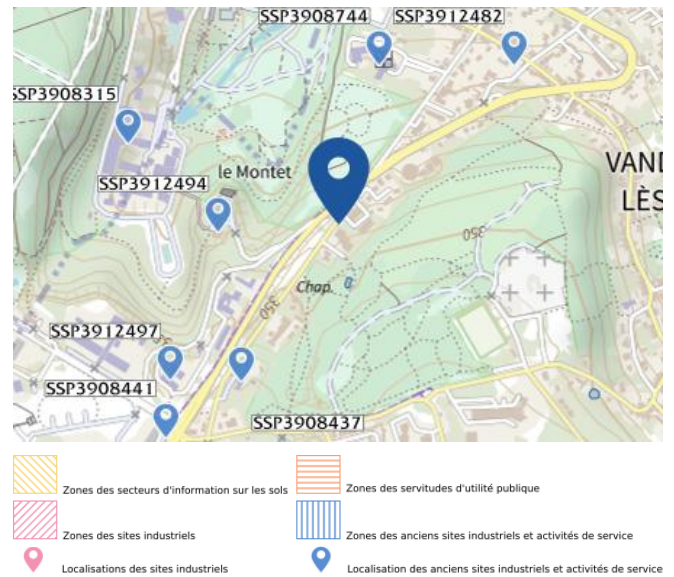 SSP3908744 SSP3912482
SSP3908315
le Montet
SSP3912494
VAND
LÈS
350
Chap.
350
SSP3912497
SSP3908441
SSP3908437
Zones des secteurs d'information sur les sols
Zones des servitudes d'utilité publique
Zones des sites industriels
Zones des anciens sites industriels et activités de service
Localisations des sites industriels
Localisation des anciens sites industriels et activités de service